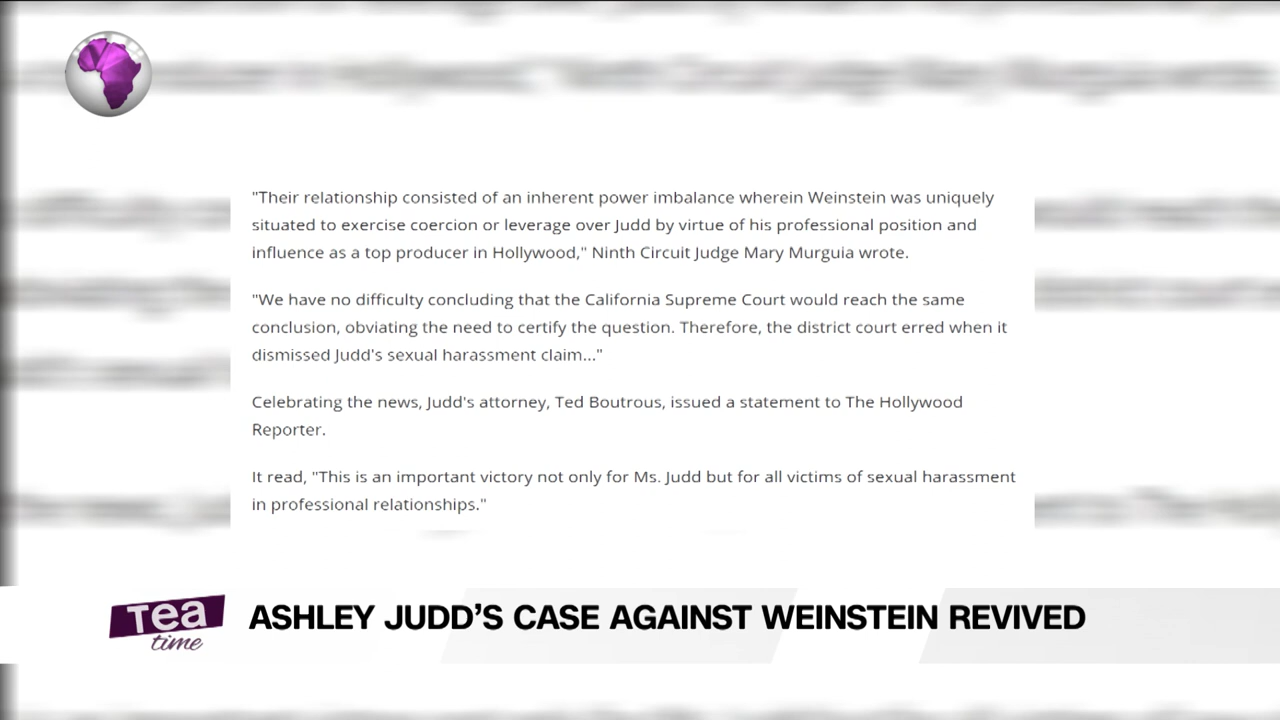 "Their relationship consisted of an inherent power imbalance wherein Weinstein was uniquely
situated to exercise coercion or leverage over Judd by virtue of his professional position and
influence as a top producer in Hollywood," Ninth Circuit Judge Mary Murguia wrote.
"We have no difficulty concluding that the California Supreme Court would reach the same
conclusion, obviating the need to certify the question. Therefore, the district court erred when it
dismissed Judd's sexual harassment claim..."
Celebrating the news, Judd's attorney, Ted Boutrous, issued a statement to The Hollywood
Reporter.
It read, "This is an important victory not only for Ms. Judd but for all victims of sexual harassment
in professional relationships."
Tea
time
ASHLEY JUDD'S CASE AGAINST WEINSTEIN REVIVED